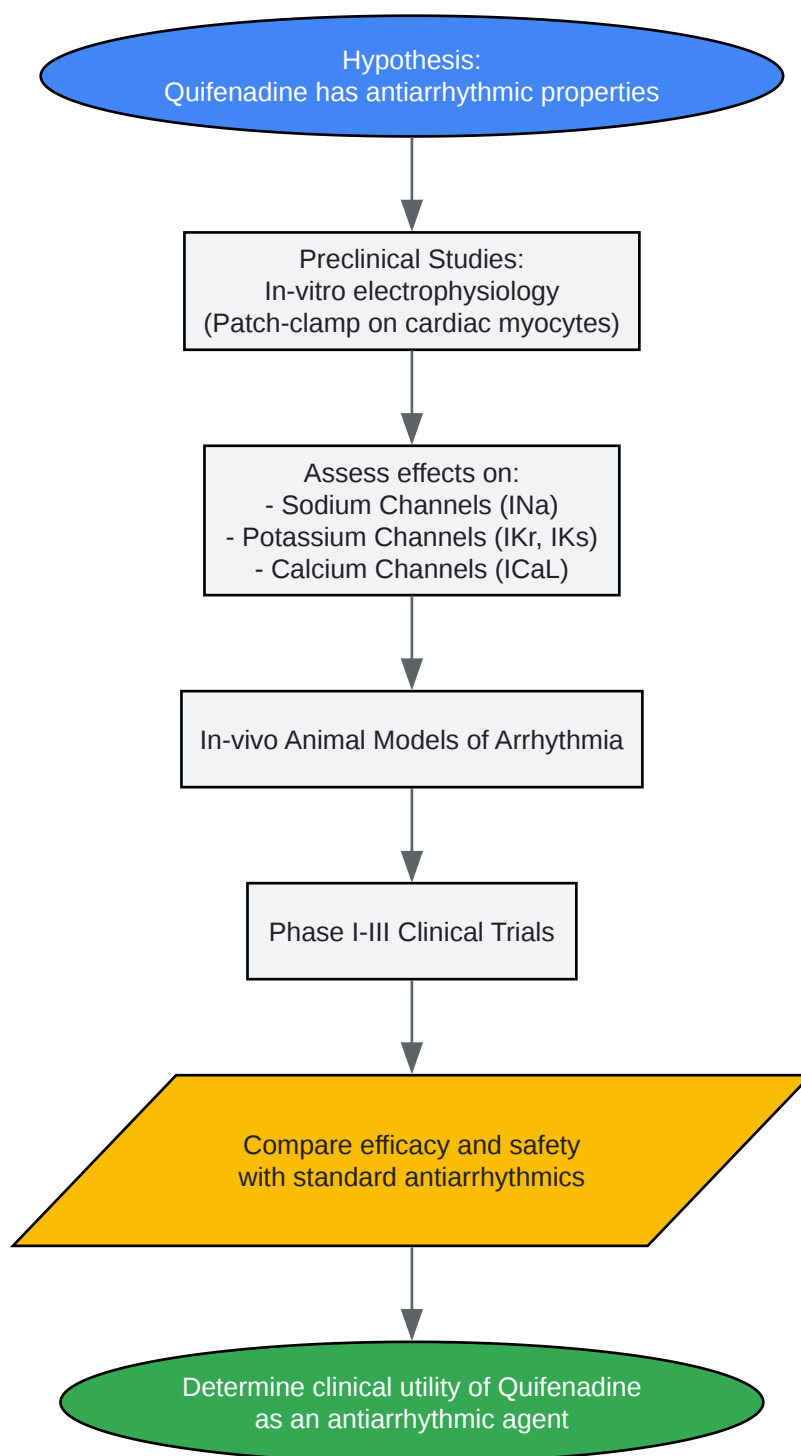 Hypothesis:
Quifenadine has antiarrhythmic properties
Preclinical Studies:
In-vitro electrophysiology
(Patch-clamp on cardiac myocytes)
Assess effects on:
- Sodium Channels (INa)
- Potassium Channels (IKr, IKs)
- Calcium Channels (ICaL)
In-vivo Animal Models of Arrhythmia
Phase I-III Clinical Trials
Compare efficacy and safety
with standard antiarrhythmics
Determine clinical utility of Quifenadine
as an antiarrhythmic agent